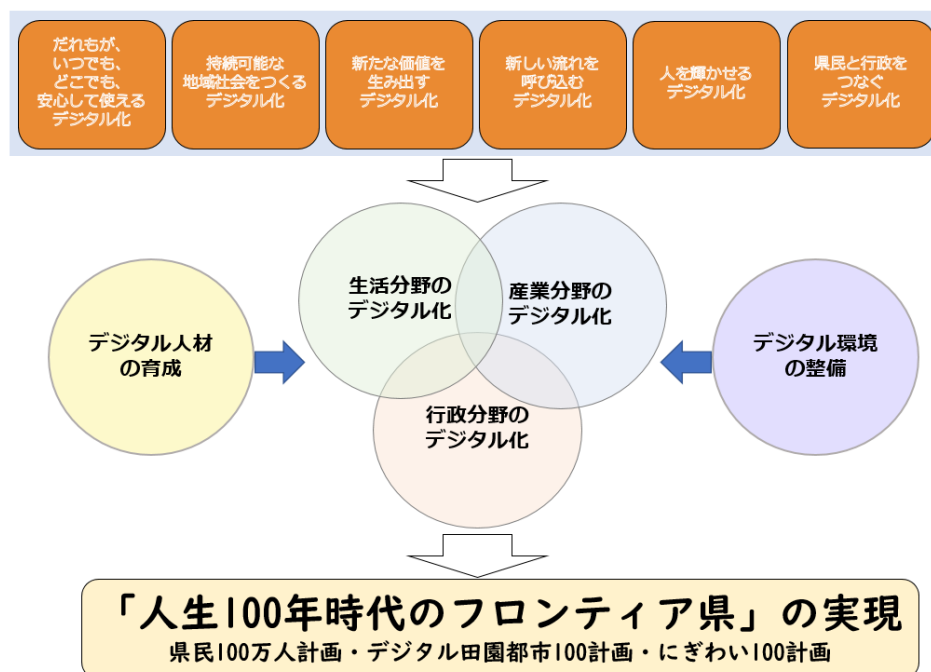 だれもが、
いつでも、
どこでも、
安心して使える
デジタル化
持続可能な
地域社会をつくる
デジタル化
新たな価値を
生み出す
デジタル化
新しい流れを
呼び込む
デジタル化
人を輝かせる
デジタル化
県民と行政を
つなぐ
デジタル化
生活分野の
デジタル化
産業分野の
デジタル化
デジタル人材
の育成
デジタル環境
の整備
行政分野の
デジタル化
「人生100年時代のフロンティア県」の実現
県民100万人計画・デジタル田園都市100計画・にぎわい100計画